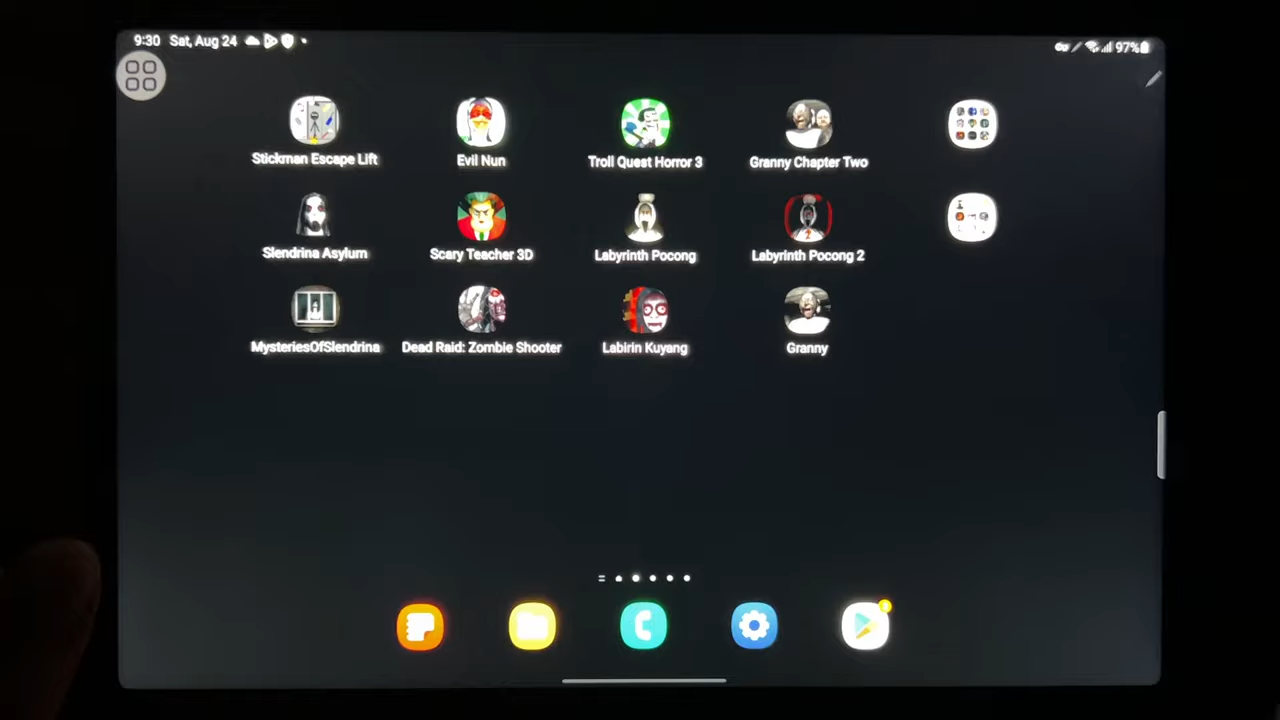 9:30 Sat, Aug 24 97%
Stickman Escape Lift Evil Nun Troll Quest Horror 3 Granny Chapter Two
Slendrina Asylum Scary Teacher 3D Labyrinth Pocong Labyrinth Pocong 2
MysteriesOfSlendrina Dead Raid: Zombie Shooter Labirin Kuyang Granny